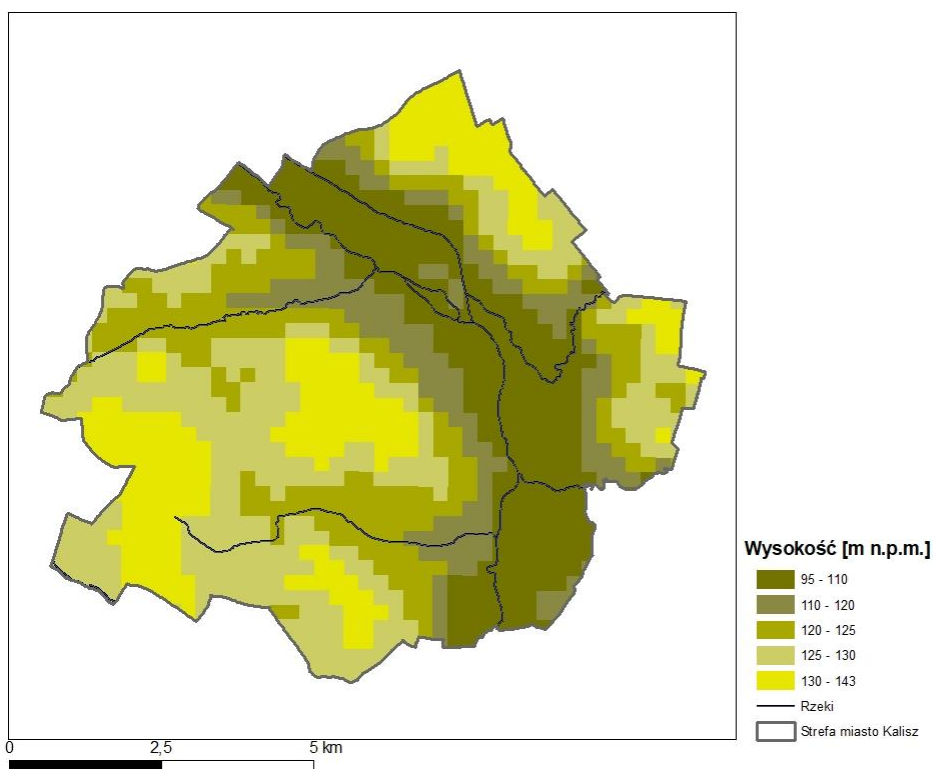 Wysokość [m n.p.m.]
95 - 110
110 - 120
120 - 125
125 - 130
130 - 143
Rzeki
Strefa miasto Kalisz
0 2,5 5 km